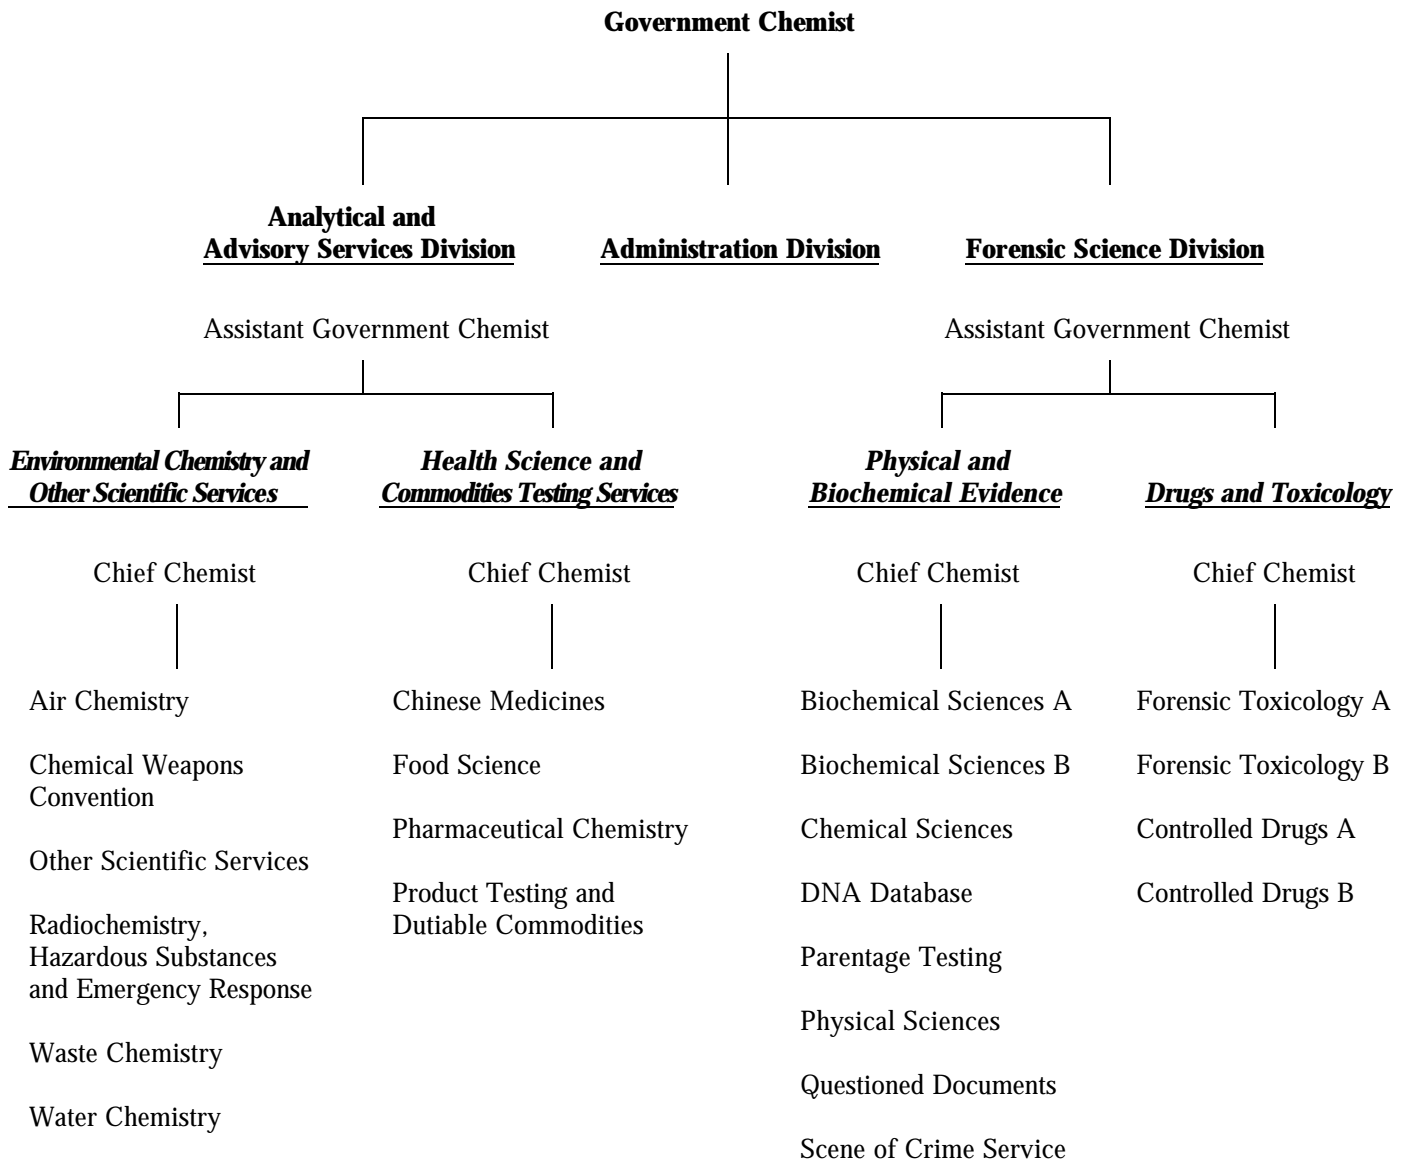 Government Chemist
Analytical and
Advisory Services Division
Administration Division
Forensic Science Division
Assistant Government Chemist
Assistant Government Chemist
Environmental Chemistry and
Other Scientific Services
Health Science and
Commodities Testing Services
Physical and
Biochemical Evidence
Drugs and Toxicology
Chief Chemist
Chief Chemist
Chief Chemist
Chief Chemist
Air Chemistry
Chemical Weapons
Convention
Other Scientific Services
Radiochemistry,
Hazardous Substances
and Emergency Response
Waste Chemistry
Water Chemistry
Chinese Medicines
Food Science
Pharmaceutical Chemistry
Product Testing and
Dutiable Commodities
Biochemical Sciences A
Biochemical Sciences B
Chemical Sciences
DNA Database
Parentage Testing
Physical Sciences
Questioned Documents
Scene of Crime Service
Forensic Toxicology A
Forensic Toxicology B
Controlled Drugs A
Controlled Drugs B